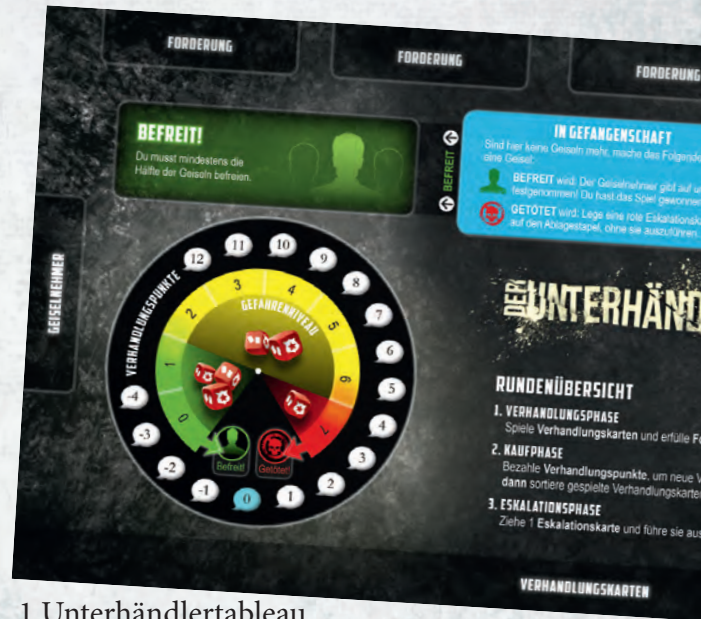 FORDERUNG
FORDERUNG
FORDERUNG
BEFREIT!
Du musst mindestens die
Hälfte der Geiseln befreien.
BEFREIT
IN GEFANGENSCHAFT
Sind hier keine Geiseln mehr, mache das Folgende
eine Geisel:
BEFREIT wird: Der Geiselnehmer gibt auf
festgenommen! Du hast das Spiel gewonnen
GETÖTET wird: Lege eine rote
auf den Ablagestapel, ohne sie auszuführen.
GEISELNEHMER
VERHANDLUNGSPUNKTE
12
11
10
9
8
7
6
5
4
3
2
1
0
-1
-2
-3
-4
GEFAHRENNIVEAU
0
1
2
3
4
5
6
7
Befreit!
Getötet!
DER
RUNDENÜBERSICHT
1. VERHANDLUNGSPHASE
Spiele Verhandlungskarten und erfülle
2. KAUFPHASE
Bezahle Verhandlungspunkte, um neue
dann sortiere gespielte Verhandlungskarten
3. ESKALATIONSPHASE
Ziehe 1 Eskalationskarte und führe sie aus
VERHANDLUNGSKARTEN
1 Unterhändlertableau